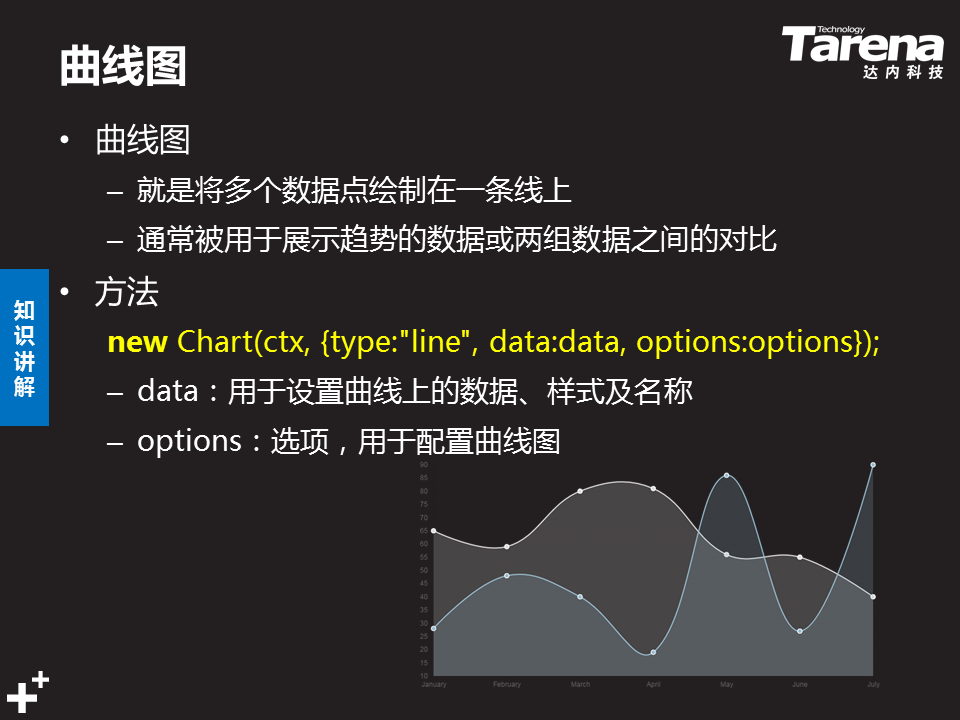 曲线图
Technology
Tarena
达内科技
• 曲线图
– 就是将多个数据点绘制在一条线上
– 通常被用于展示趋势的数据或两组数据之间的对比
• 方法
new Chart(ctx, {type:"line", data:data, options:options});
– data：用于设置曲线上的数据、样式及名称
– options：选项，用于配置曲线图
知
识
讲
解
90
85
80
75
70
65
60
55
50
45
40
35
30
25
20
15
10
January February March April May June July